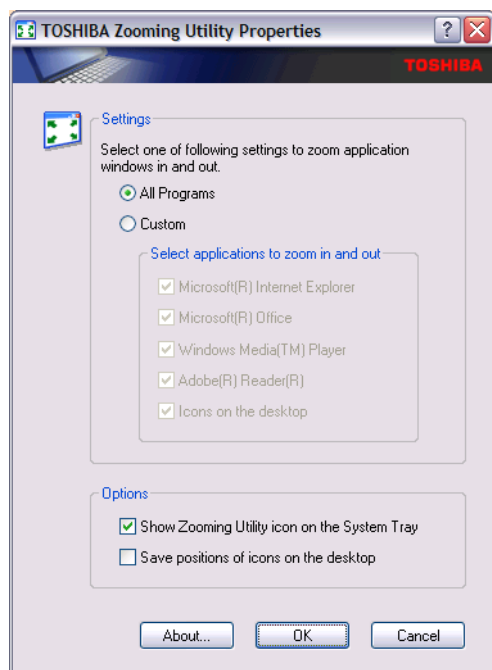 TOSHIBA Zooming Utility Properties
TOSHIBA
Settings
Select one of following settings to zoom application
windows in and out.
All Programs
Custom
Select applications to zoom in and out
Microsoft(R) Internet Explorer
Microsoft(R) Office
Windows Media(TM) Player
Adobe(R) Reader(R)
Icons on the desktop
Options
Show Zooming Utility icon on the System Tray
Save positions of icons on the desktop
About... OK Cancel